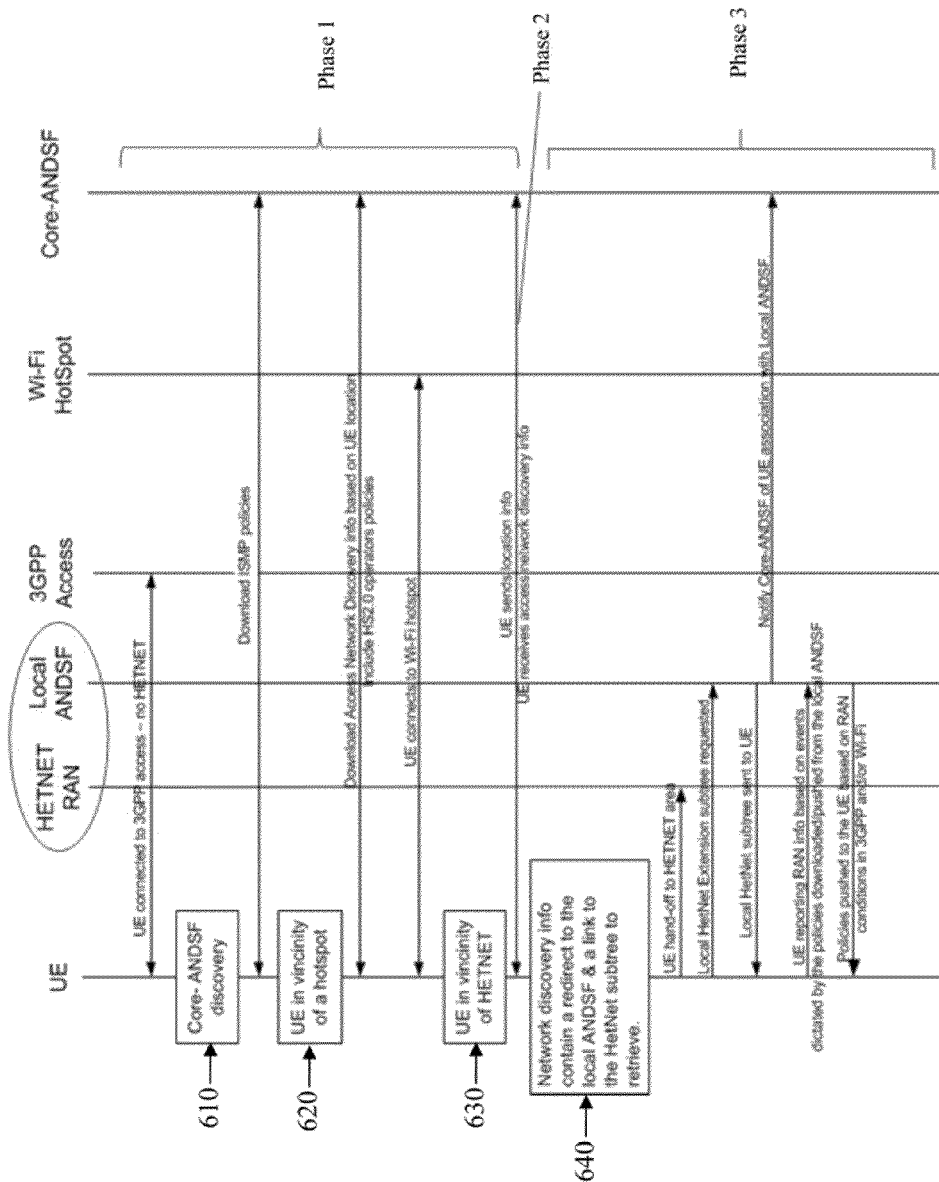 UE
HETNET
RAN
Local
ANDSF
3GPP
Access
Wi-Fi
HotSpot
Core-ANDSF
UE connected to 3GPP access – no HETNET
610
Core- ANDSF
discovery
Download ISMP policies
Phase 1
620
UE in vincinity
of a hotspot
Download Access Network Discovery info based on UE location
Include HS2.0 operators policies
UE connects to Wi-Fi hotspot
630
UE in vincinity
of HETNET
UE sends location info
UE receives access network discovery info
Phase 2
640
Network discovery info
contain a redirect to the
local ANDSF & a link to
the HetNet subtree to
retrieve.
UE hand-off to HETNET area
Local HetNet Extension subtree requested
Local HetNet subtree sent to UE
Notify Core-ANDSF of UE association with Local ANDSF
Phase 3
UE reporting RAN info based on events
dictated by the policies downloaded/pushed from the local ANDSF
Policies pushed to the UE based on RAN
conditions in 3GPP and/or Wi-Fi